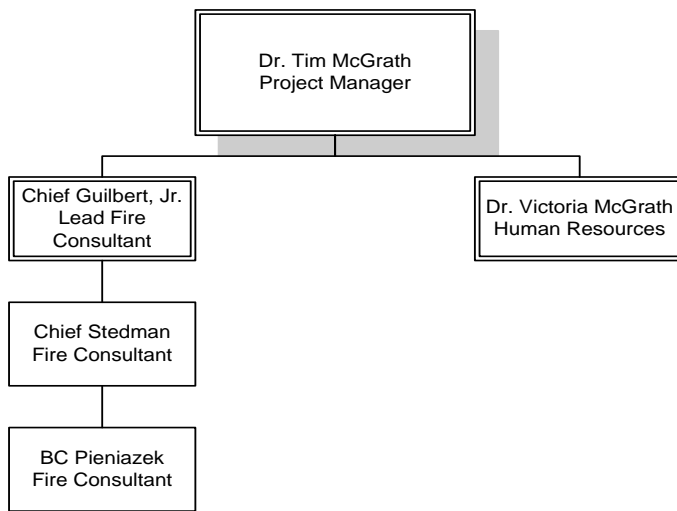 Dr. Tim McGrath
Project Manager
Chief Guilbert, Jr.
Lead Fire
Consultant
Dr. Victoria McGrath
Human Resources
Chief Stedman
Fire Consultant
BC Pieniazek
Fire Consultant